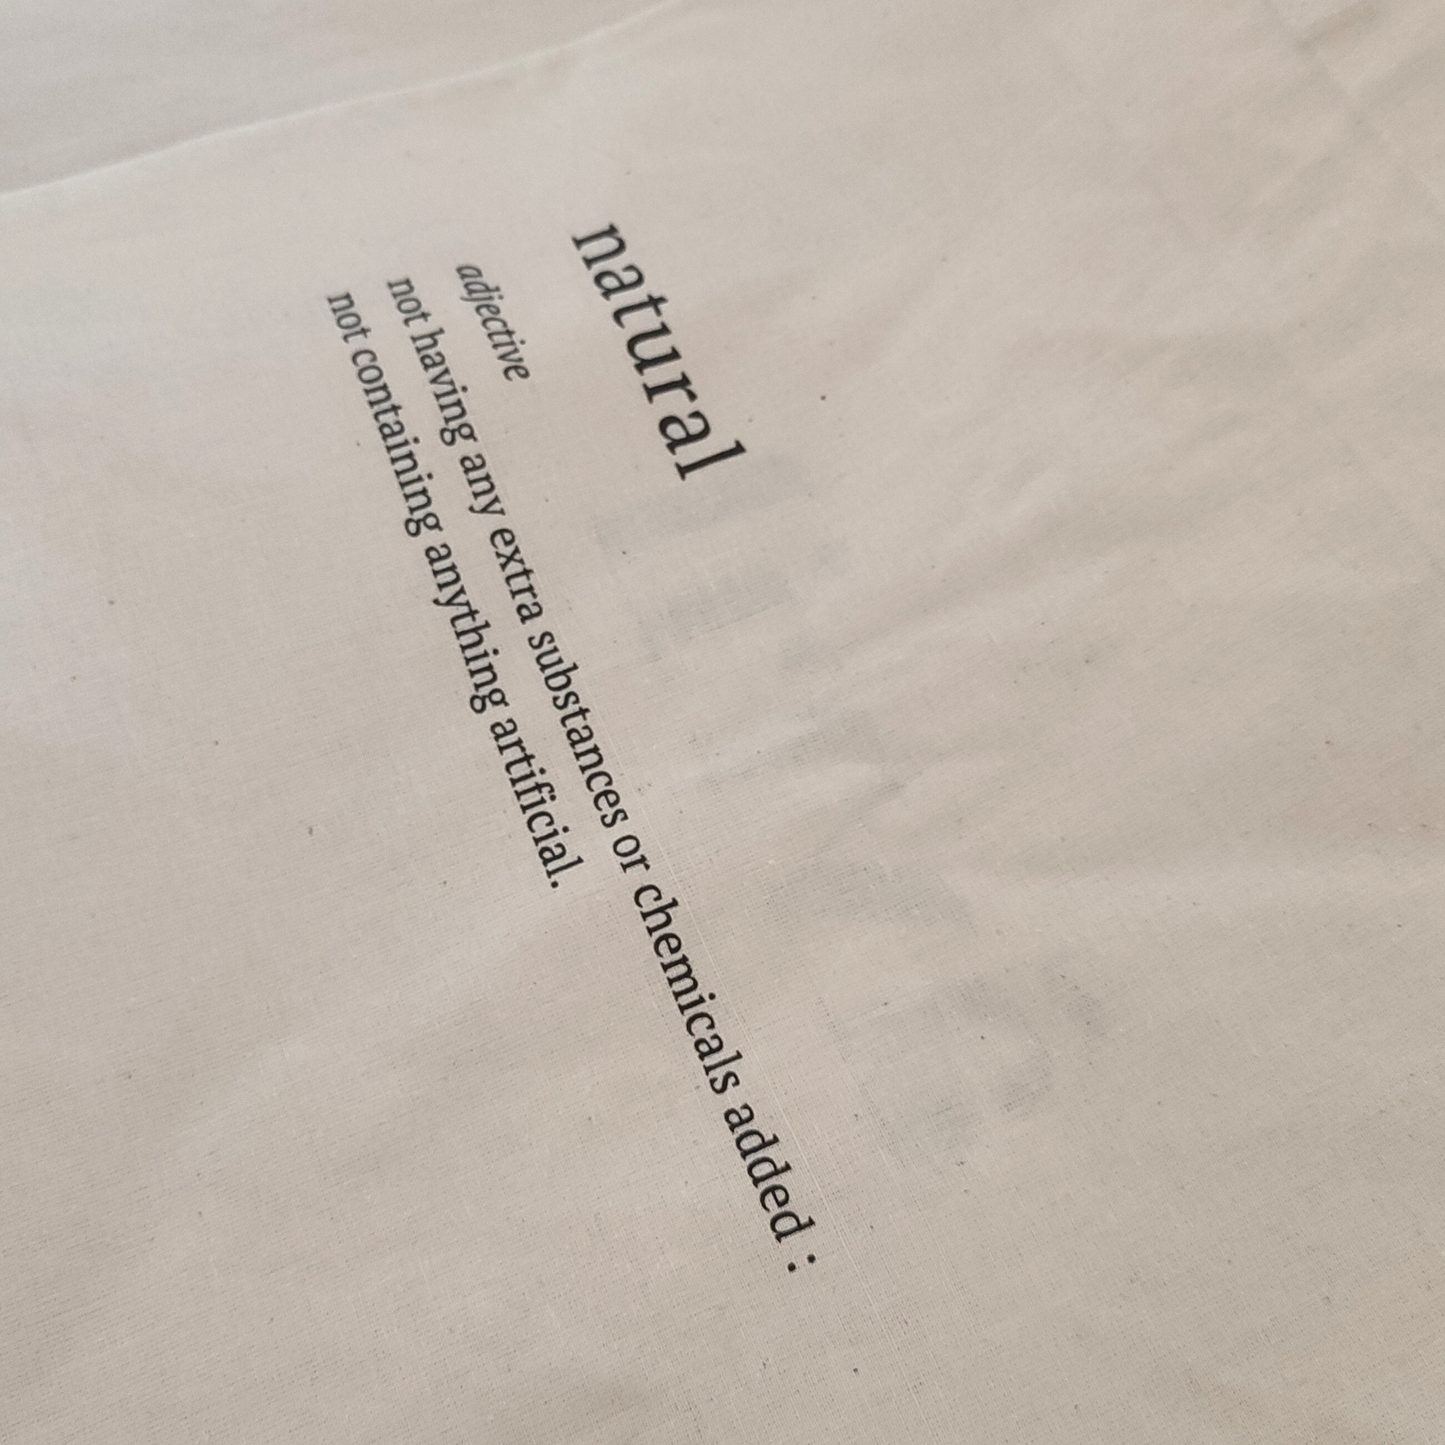 natural
adjective
not having any extra substances or chemicals added :
not containing anything artificial.